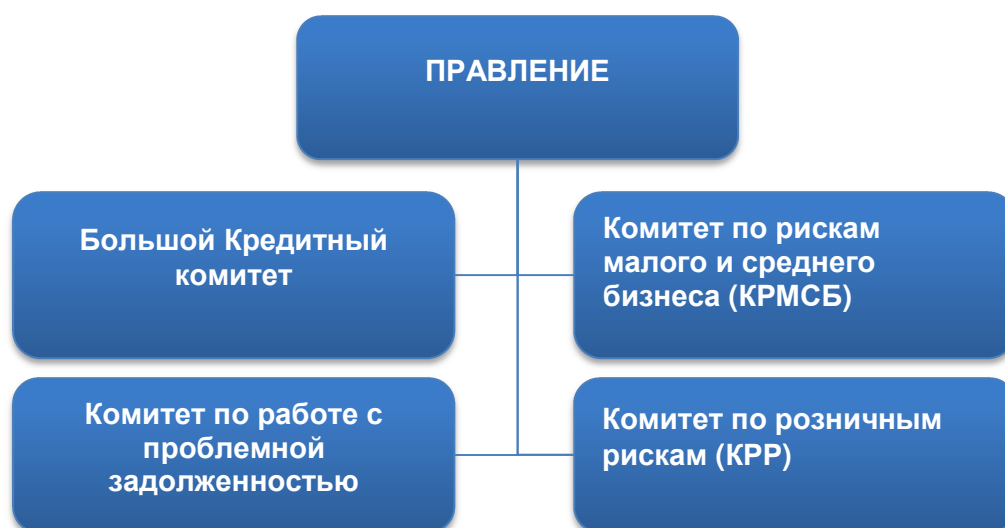 ПРАВЛЕНИЕ
Большой Кредитный
комитет
Комитет по рискам
малого и среднего
бизнеса (КРМСБ)
Комитет по работе с
проблемной
задолженностью
Комитет по розничным
рискам (КРР)